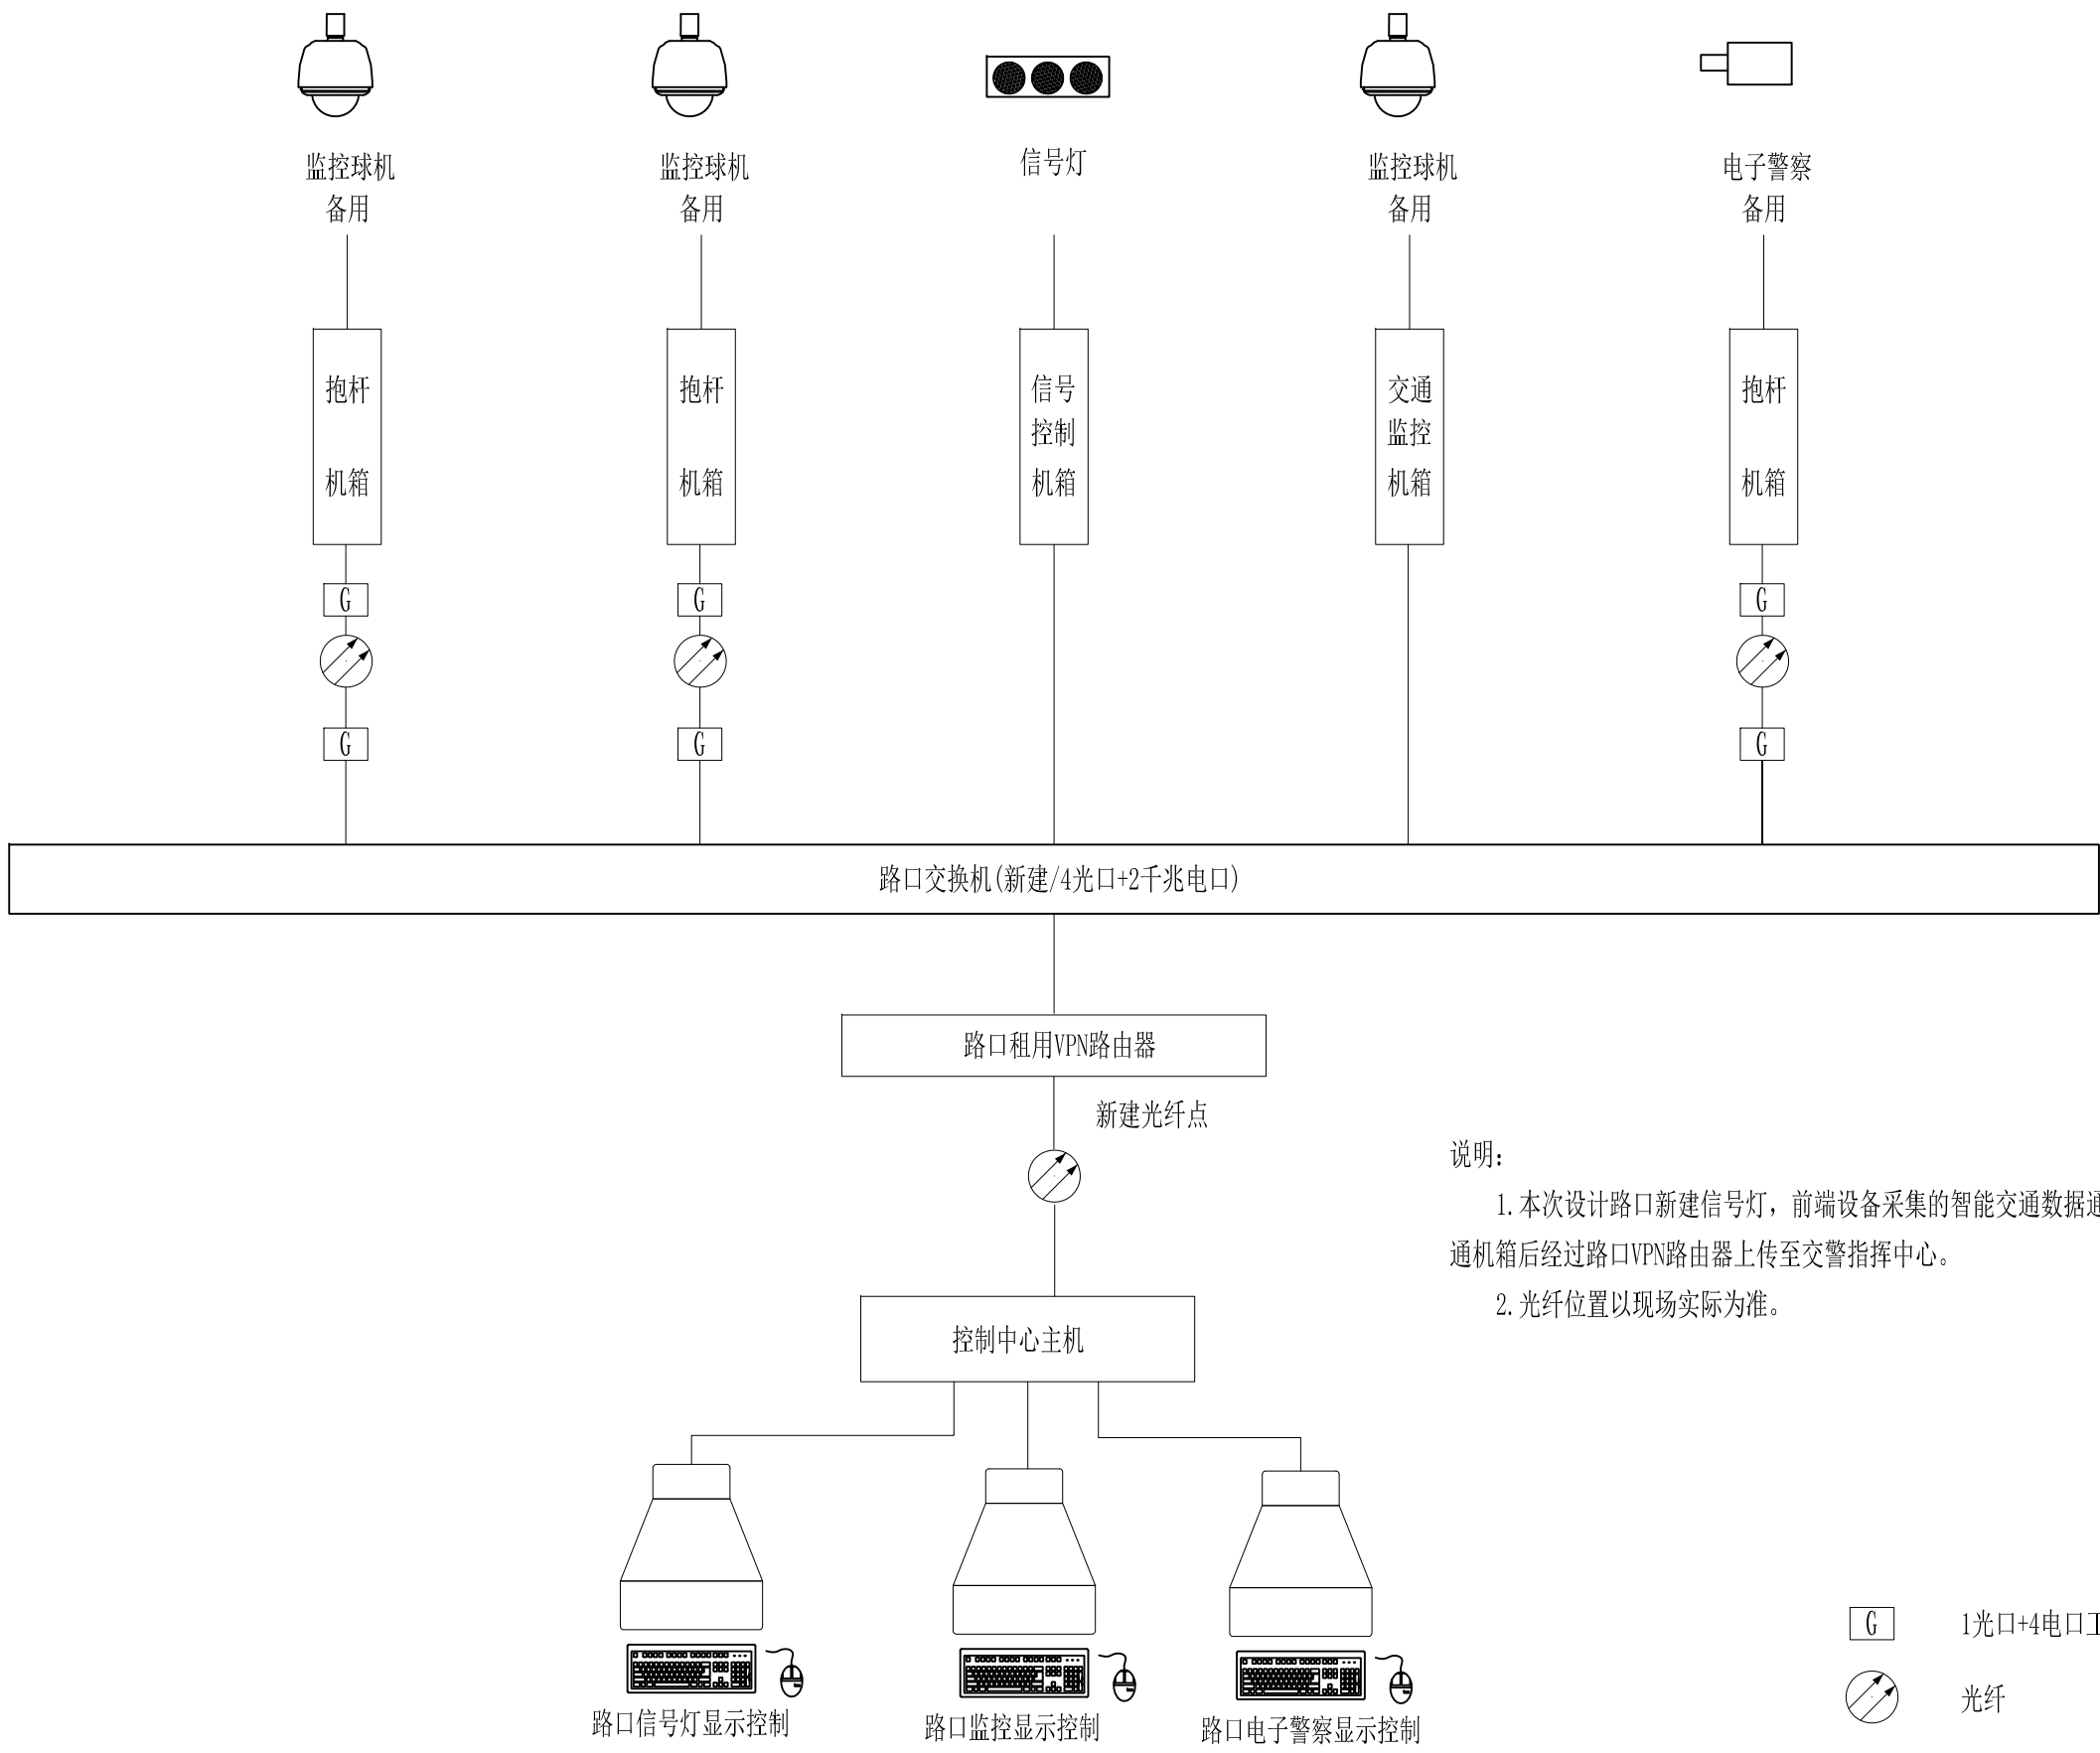 监控球机
备用
监控球机
备用
信号灯
监控球机
备用
电子警察
备用
抱杆
机箱
抱杆
机箱
信号
控制
机箱
交通
监控
机箱
抱杆
机箱
G
G
G
G
G
G
路口交换机(新建/4光口+2千兆电口)
路口租用VPN路由器
新建光纤点
说明:
1.本次设计路口新建信号灯，前端设备采集的智能交通数据通
通机箱后经过路口VPN路由器上传至交警指挥中心。
2.光纤位置以现场实际为准。
控制中心主机
G
1光口+4电口工
光纤
路口信号灯显示控制
路口监控显示控制
路口电子警察显示控制